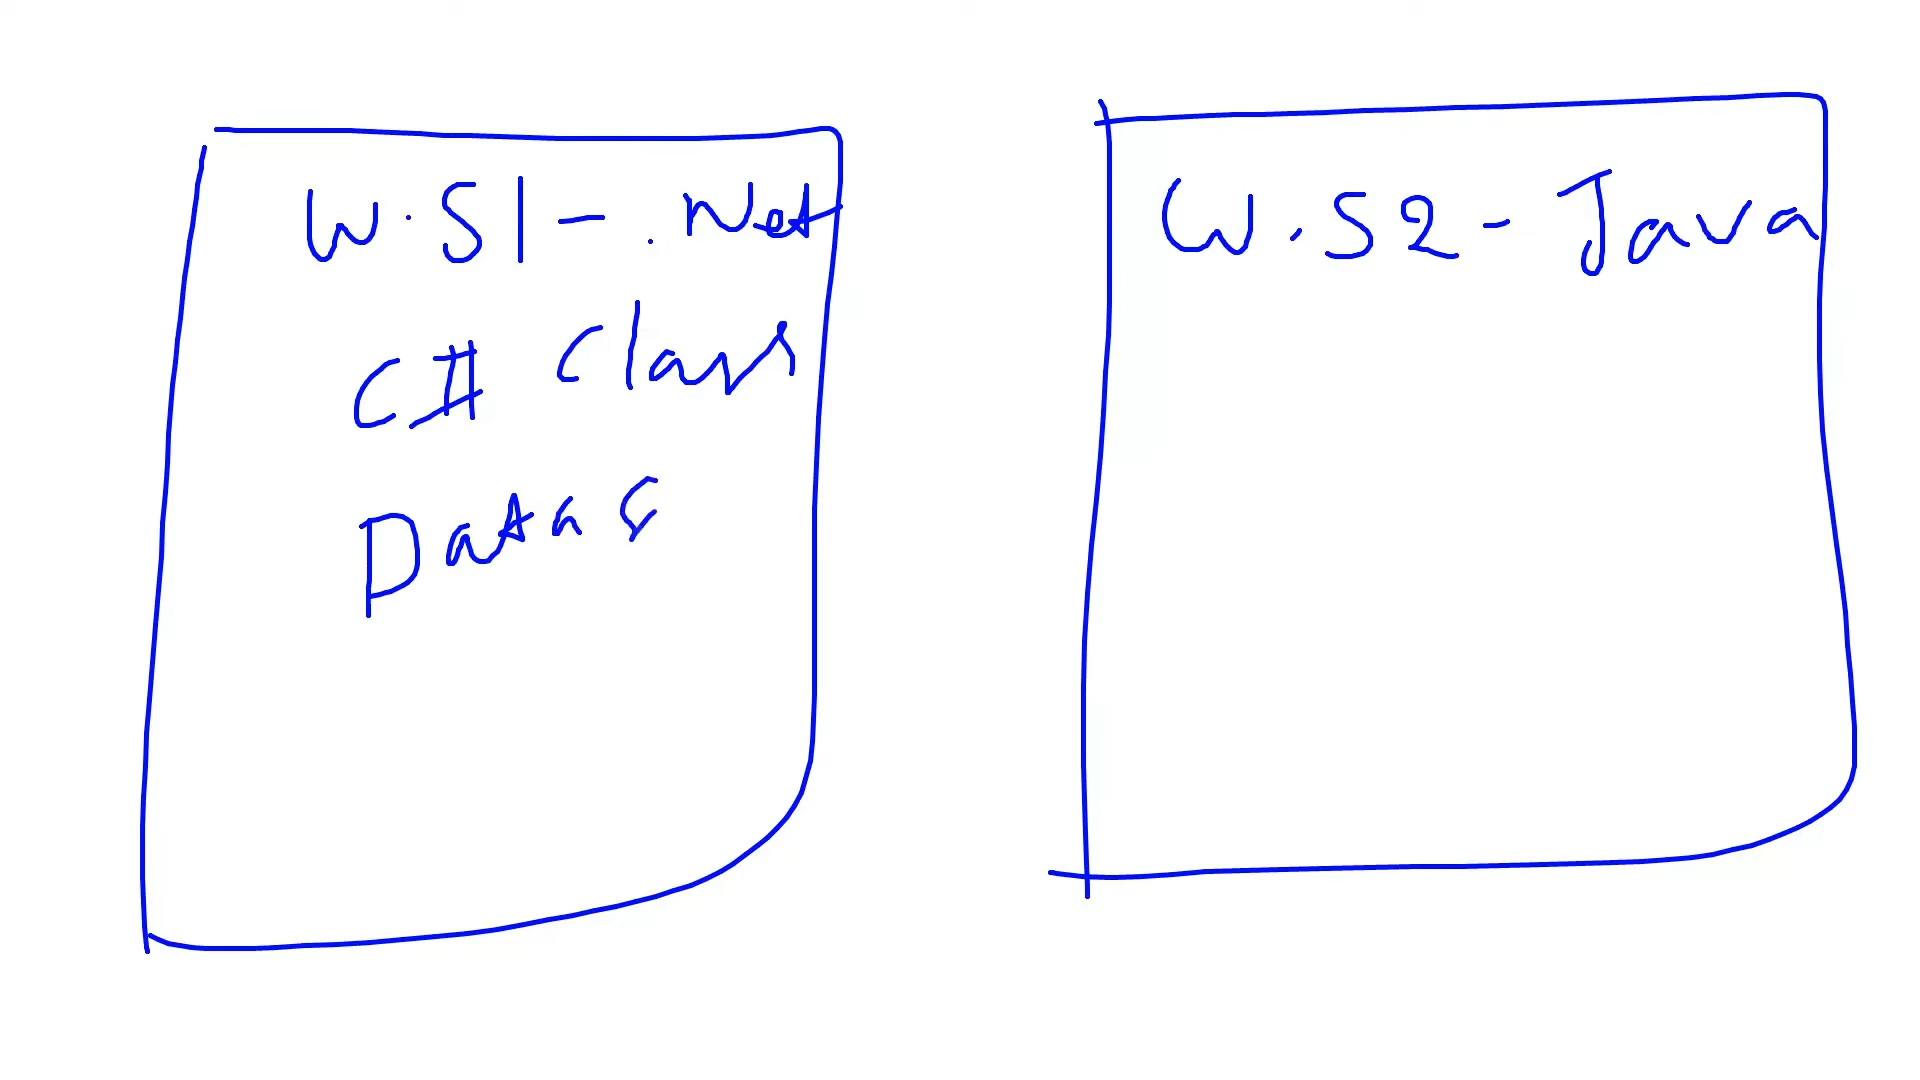 W.S1 - .Net
C# Class
Data
W.S2 - Java